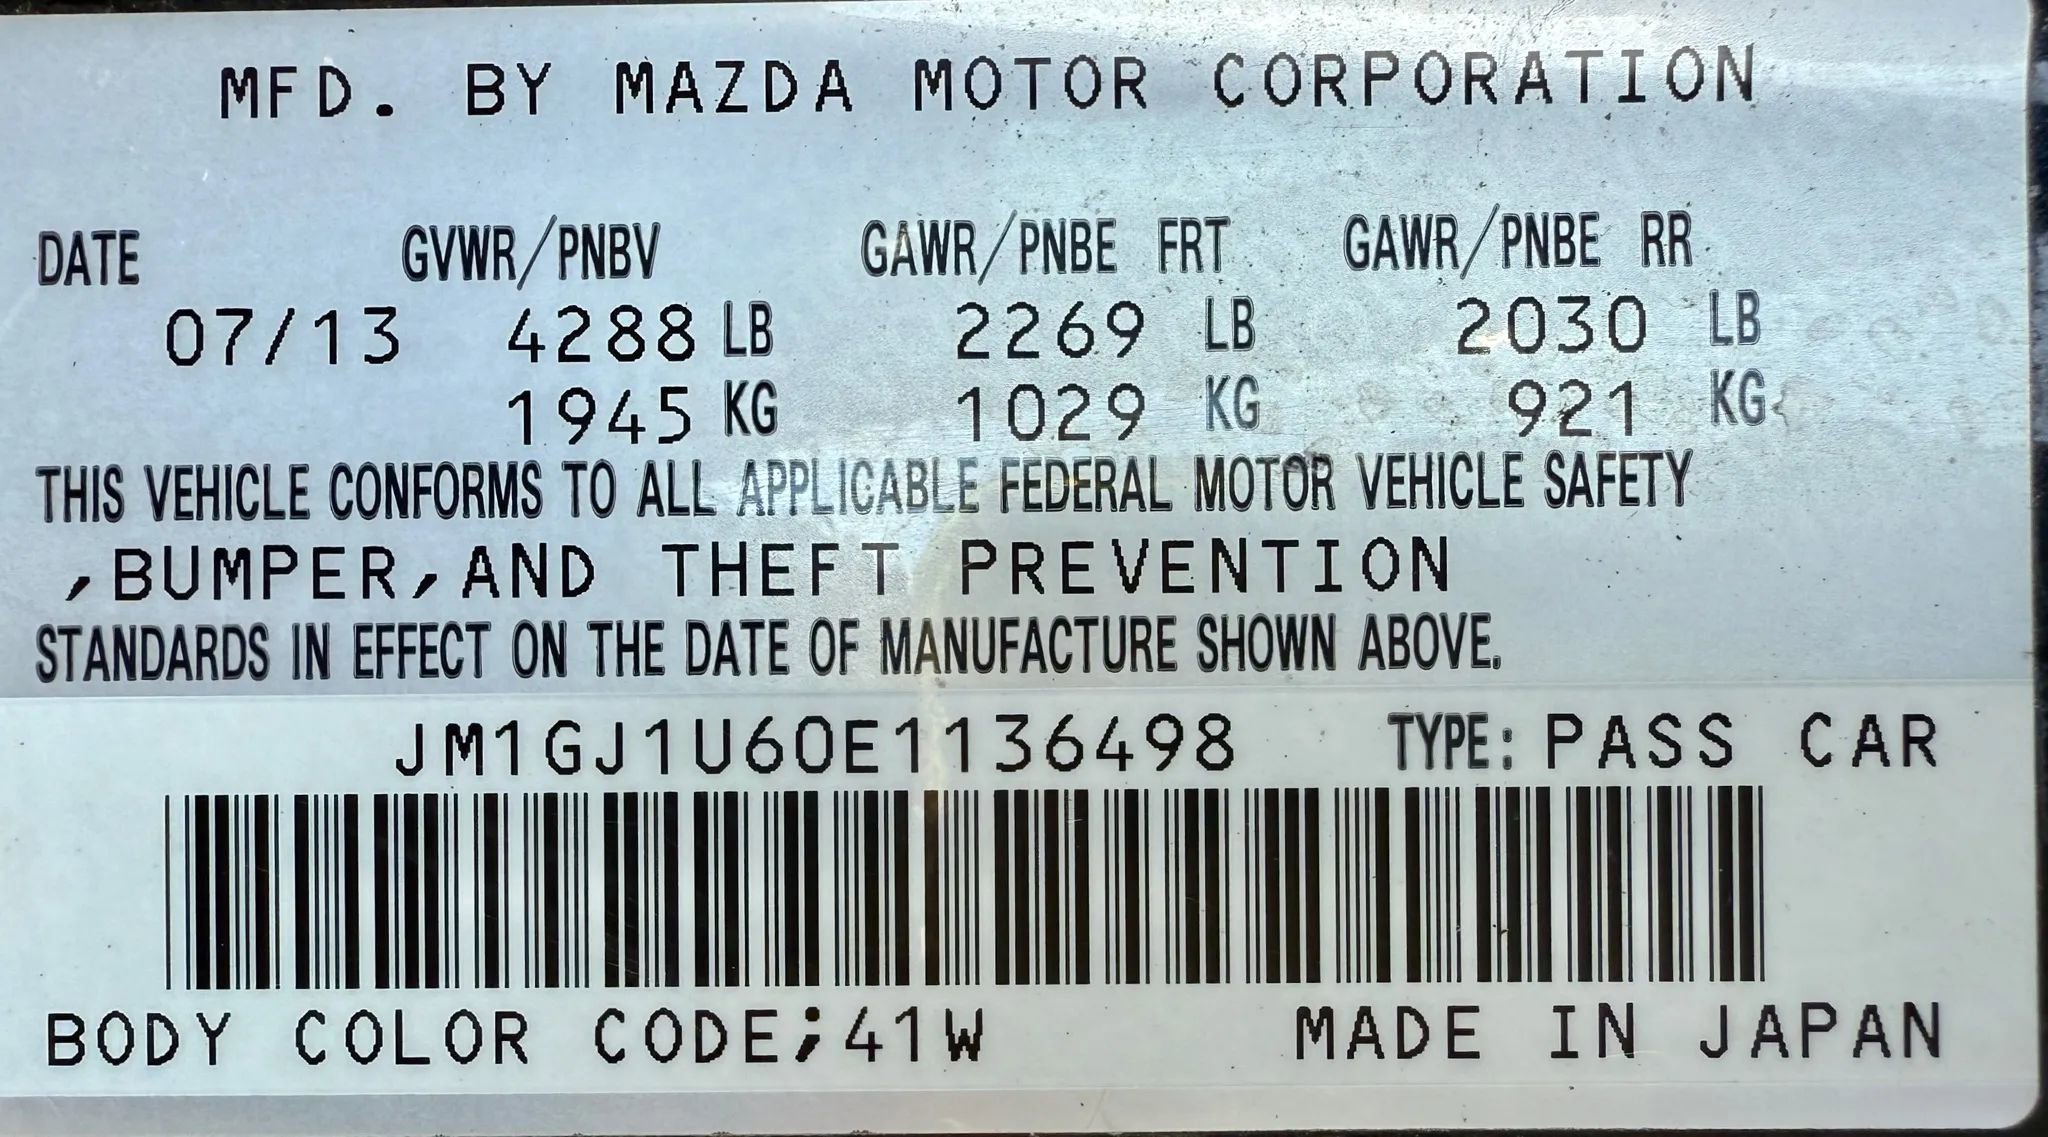 MFD. BY MAZDA MOTOR CORPORATION
DATE GVWR/PNBV GAWR/PNBE FRT GAWR/PNBE RR
07/13 4288 LB 2269 LB 2030 LB
1945 KG 1029 KG 921 KG
THIS VEHICLE CONFORMS TO ALL APPLICABLE FEDERAL MOTOR VEHICLE SAFETY
,BUMPER,AND THEFT PREVENTION
STANDARDS IN EFFECT ON THE DATE OF MANUFACTURE SHOWN ABOVE.
JM1GJ1U60E1136498 TYPE: PASS CAR
BODY COLOR CODE;41W MADE IN JAPAN